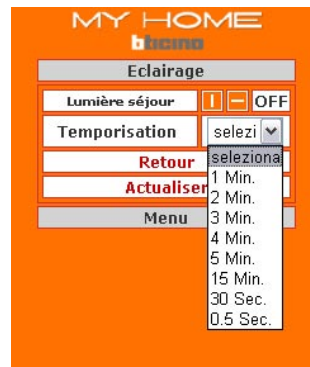 MY HOME
bticino
Eclairage
Lumière séjour OFF
Temporisation selezi
seleziona
Retour
1 Min.
Actualiser
2 Min.
Menu 3 Min.
4 Min.
5 Min.
15 Min.
30 Sec.
0.5 Sec.